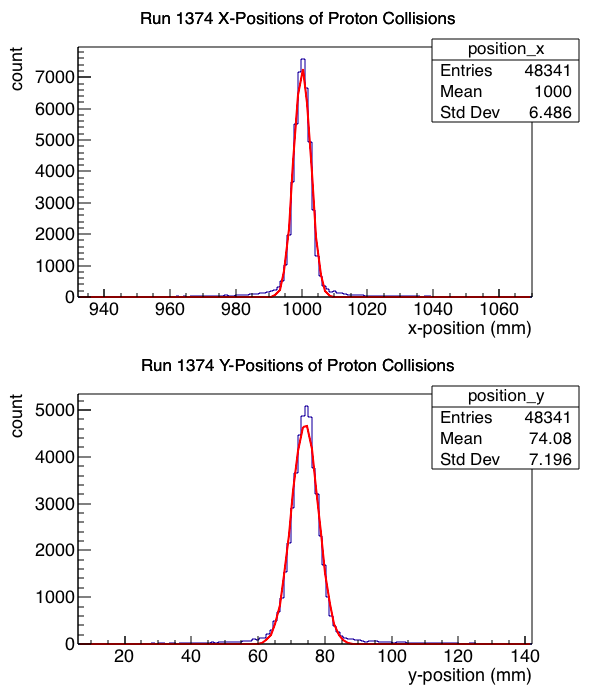 Run 1374 X-Positions of Proton Collisions
position_x
Entries 48341
Mean 1000
Std Dev 6.486
count
7000
6000
5000
4000
3000
2000
1000
0
940 960 980 1000 1020 1040 1060
x-position (mm)
Run 1374 Y-Positions of Proton Collisions
position_y
Entries 48341
Mean 74.08
Std Dev 7.196
count
5000
4000
3000
2000
1000
0
20 40 60 80 100 120 140
y-position (mm)